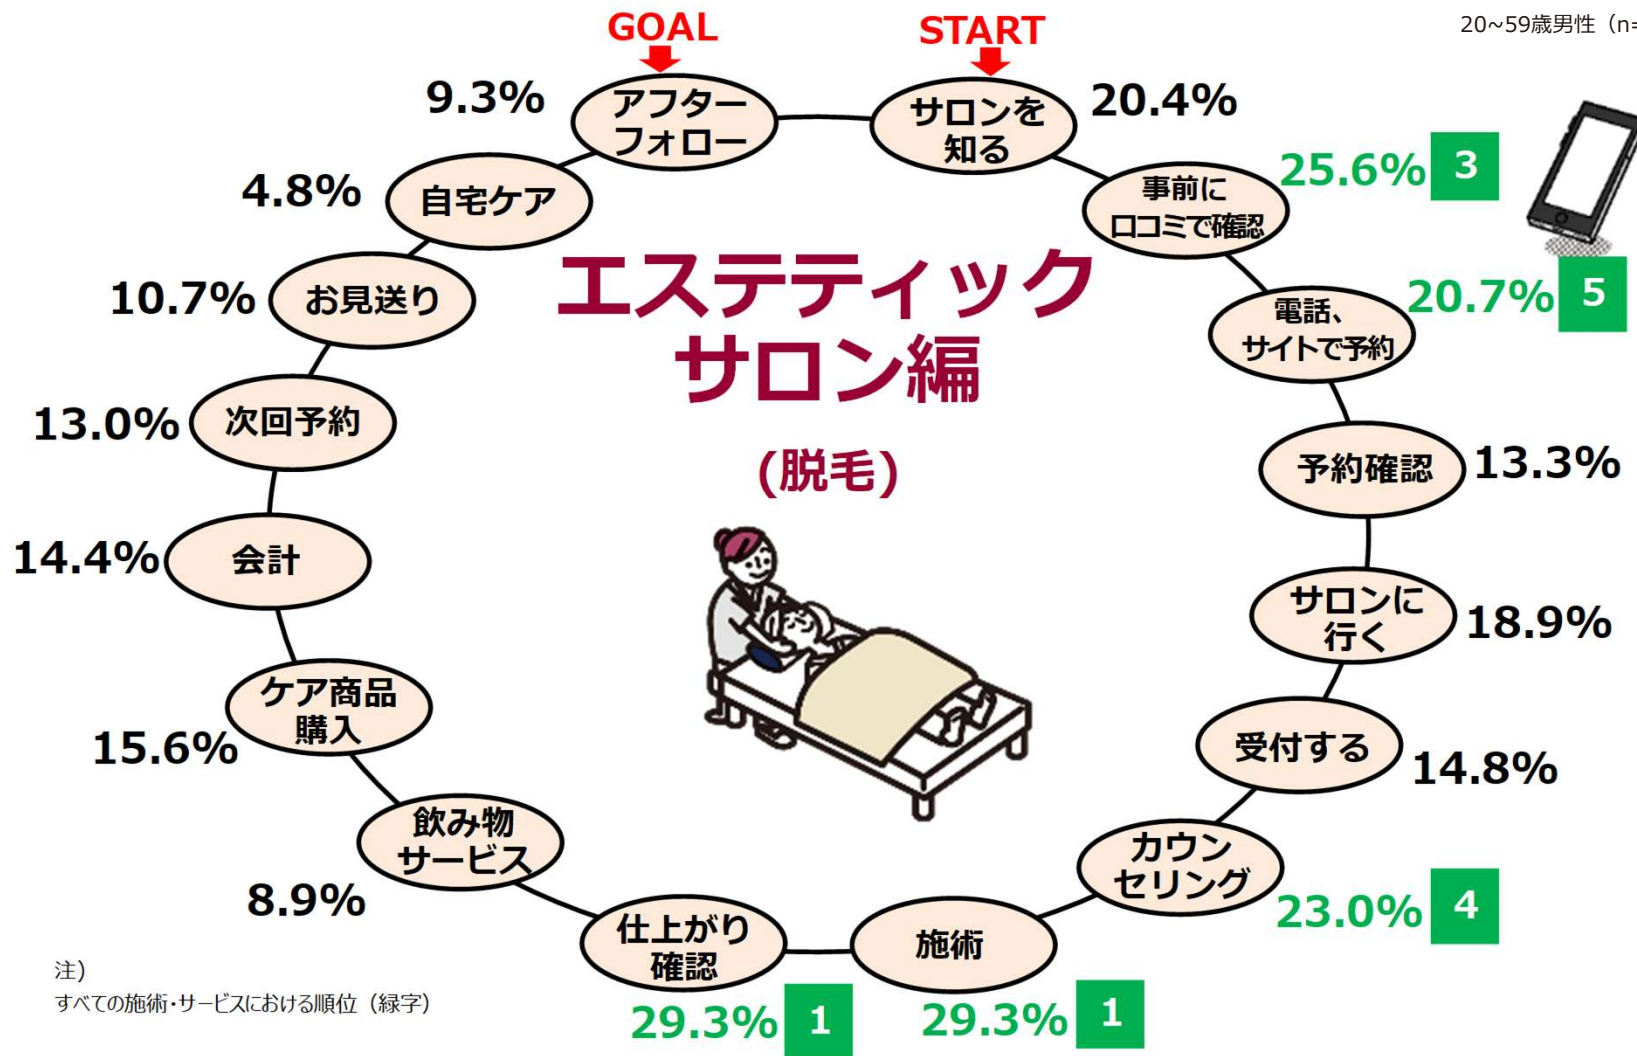 GOAL
START
20~59歳男性（n=
アフター
フォロー
9.3%
サロンを
知る
20.4%
事前に
口コミで確認
25.6%
3
電話、
サイトで予約
20.7%
5
予約確認
13.3%
サロンに
行く
18.9%
受付する
14.8%
カウン
セリング
23.0%
4
施術
29.3%
1
仕上がり
確認
29.3%
1
飲み物
サービス
8.9%
ケア商品
購入
15.6%
会計
14.4%
次回予約
13.0%
お見送り
10.7%
自宅ケア
4.8%
エステティック
サロン編
(脱毛)
注)
すべての施術・サービスにおける順位（緑字）